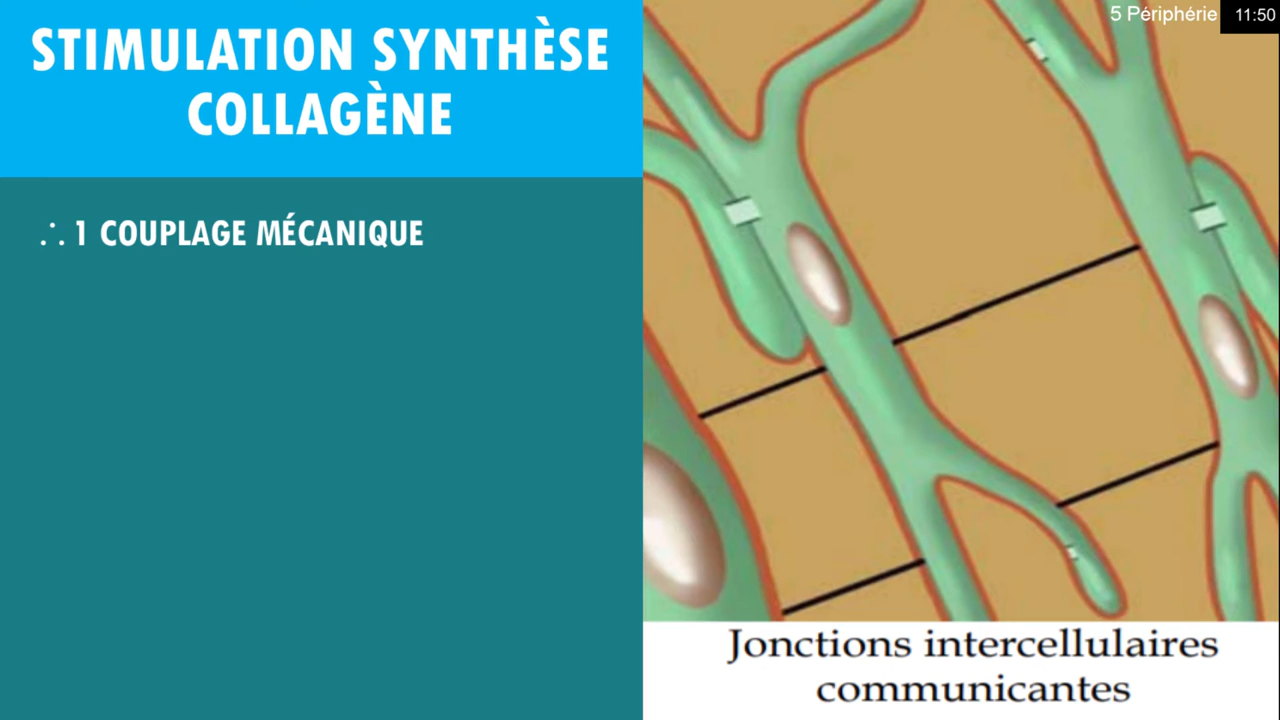 STIMULATION SYNTHÈSE
COLLAGÈNE
∴ 1 COUPLAGE MÉCANIQUE
5 Périphérie
11:50
Jonctions intercellulaires
communicantes